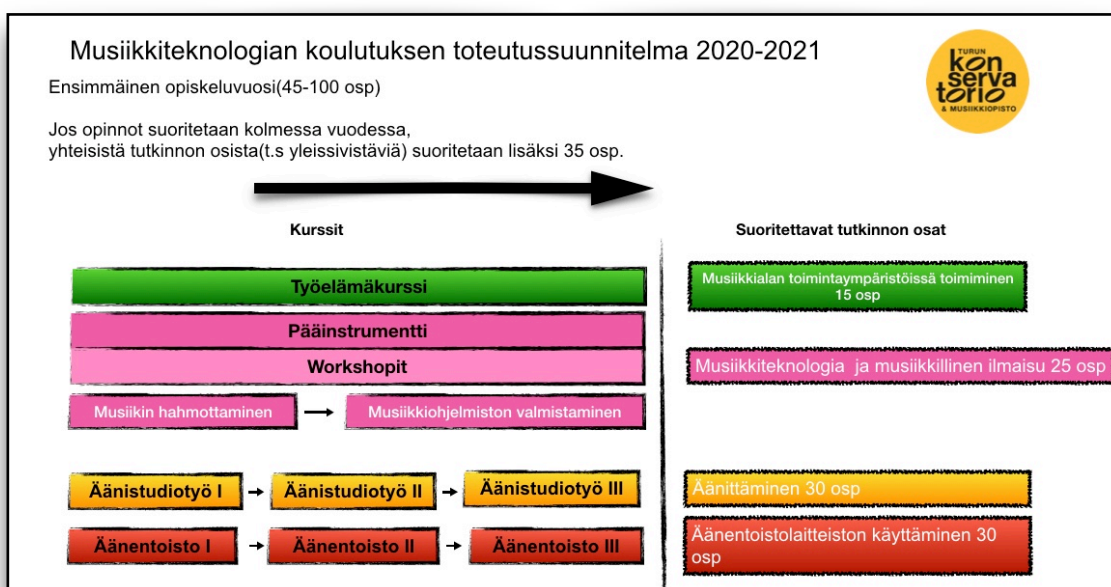 Musiikkiteknologian koulutuksen toteutussuunnitelma 2020-2021
TURUN
kon
serva
torio
& MUSIIKKIOPISTO
Ensimmäinen opiskeluvuosi(45-100 osp)
Jos opinnot suoritetaan kolmessa vuodessa,
yhteisistä tutkinnon osista(t.s yleissivistäviä) suoritetaan lisäksi 35 osp.
Kurssit
Suoritettavat tutkinnon osat
Työelämäkurssi
Musiikkialan toimintaympäristöissä toimiminen
15 osp
Pääinstrumentti
Workshopit
Musiikkiteknologia ja musiikkillinen ilmaisu 25 osp
Musiikin hahmottaminen
Musiikkiohjelmiston valmistaminen
Äänistudiotyö I
Äänistudiotyö II
Äänistudiotyö III
Äänittäminen 30 osp
Äänentoisto I
Äänentoisto II
Äänentoisto III
Äänentoistolaitteiston käyttäminen 30
osp